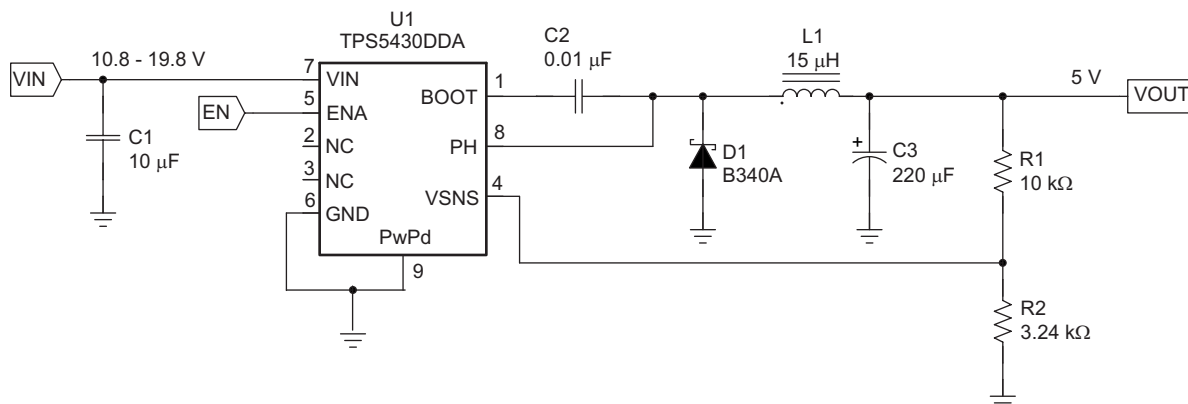 U1
TPS5430DDA
VIN
10.8 - 19.8 V
EN
C1
10 μF
7
VIN
5
ENA
2
NC
3
NC
6
GND
BOOT
1
PH
8
VSNS
4
PwPd
9
C2
0.01 μF
L1
15 μH
D1
B340A
+
C3
220 μF
5 V
VOUT
R1
10 kΩ
R2
3.24 kΩ